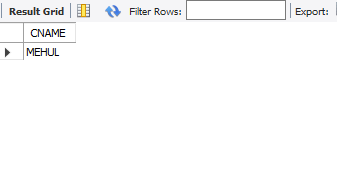 Result Grid Filter Rows: Export:
CNAME
MEHUL